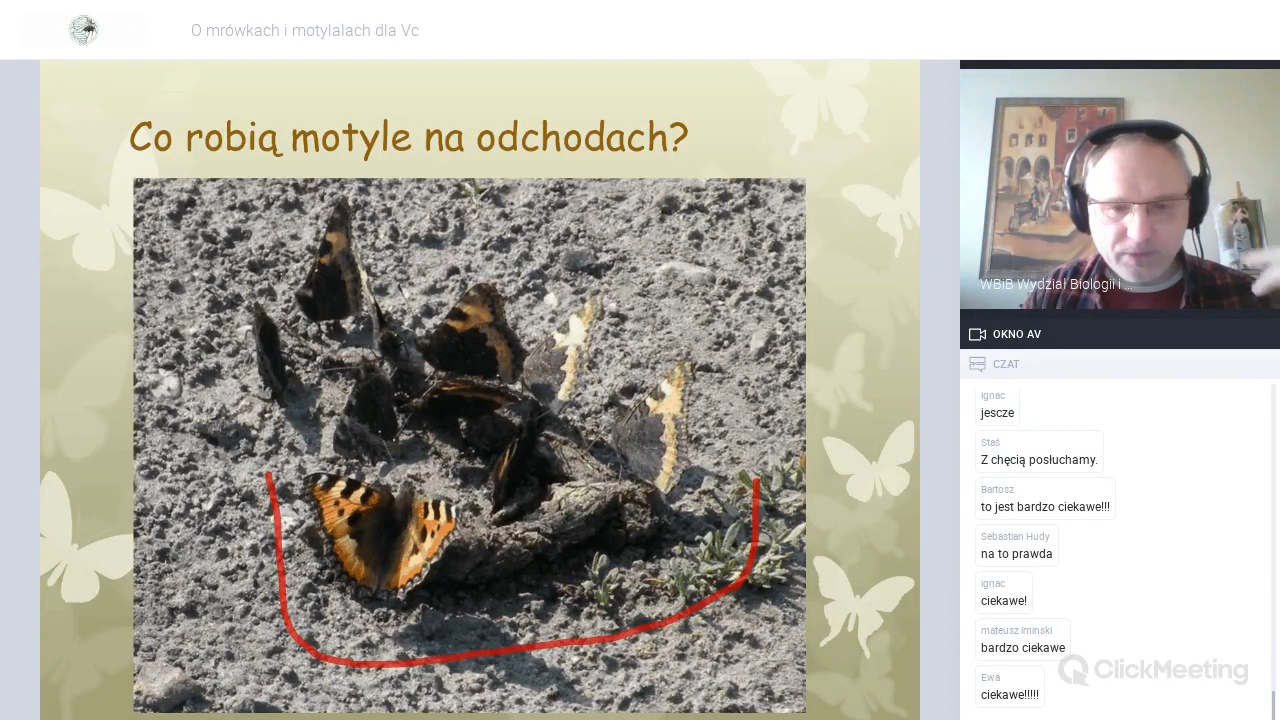 O mrówkach i motylalach dla Vc
Co robią motyle na odchodach?
WBiB Wydział Biologii i ...
OKNO AV
CZAT
ignac
jescze
Staś
Z chęcią posłuchamy.
Bartosz
to jest bardzo ciekawe!!!
Sebastian Hudy
na to prawda
ignac
ciekawe!
mateusz iminski
bardzo ciekawe
Ewa
ciekawe!!!!!
ClickMeeting